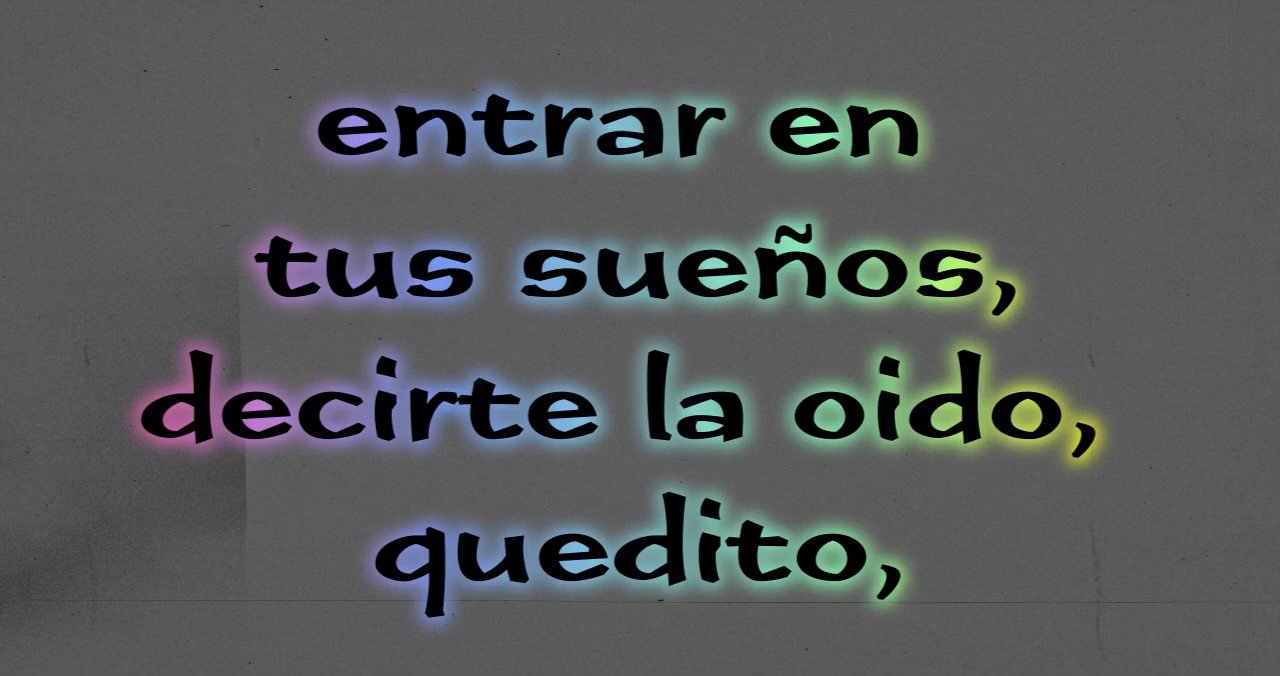 entrar en
tus sueños,
decirte la oido,
quedito,